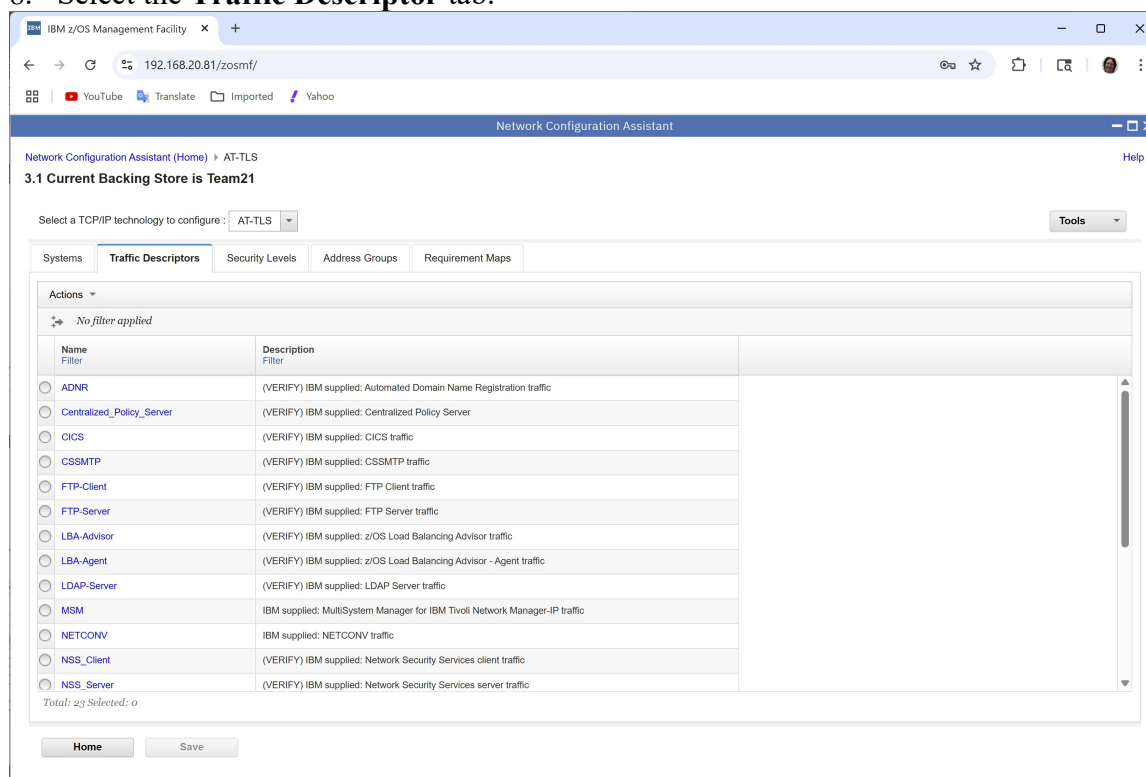 8. Select the Traffic Descriptor tab.
IBM IBM z/OS Management Facility
192.168.20.81/zosmf/
YouTube Translate Imported Yahoo
Network Configuration Assistant
Network Configuration Assistant (Home) AT-TLS Help
3.1 Current Backing Store is Team21
Select a TCP/IP technology to configure : AT-TLS Tools
Systems Traffic Descriptors Security Levels Address Groups Requirement Maps
Actions
No filter applied
Name Description
Filter Filter
ADNR (VERIFY) IBM supplied: Automated Domain Name Registration traffic
Centralized_Policy_Server (VERIFY) IBM supplied: Centralized Policy Server
CICS (VERIFY) IBM supplied: CICS traffic
CSSMTP (VERIFY) IBM supplied: CSSMTP traffic
FTP-Client (VERIFY) IBM supplied: FTP Client traffic
FTP-Server (VERIFY) IBM supplied: FTP Server traffic
LBA-Advisor (VERIFY) IBM supplied: z/OS Load Balancing Advisor traffic
LBA-Agent (VERIFY) IBM supplied: z/OS Load Balancing Advisor - Agent traffic
LDAP-Server (VERIFY) IBM supplied: LDAP Server traffic
MSM IBM supplied: MultiSystem Manager for IBM Tivoli Network Manager-IP traffic
NETCONV IBM supplied: NETCONV traffic
NSS_Client (VERIFY) IBM supplied: Network Security Services client traffic
NSS_Server (VERIFY) IBM supplied: Network Security Services server traffic
Total: 23 Selected: 0
Home Save